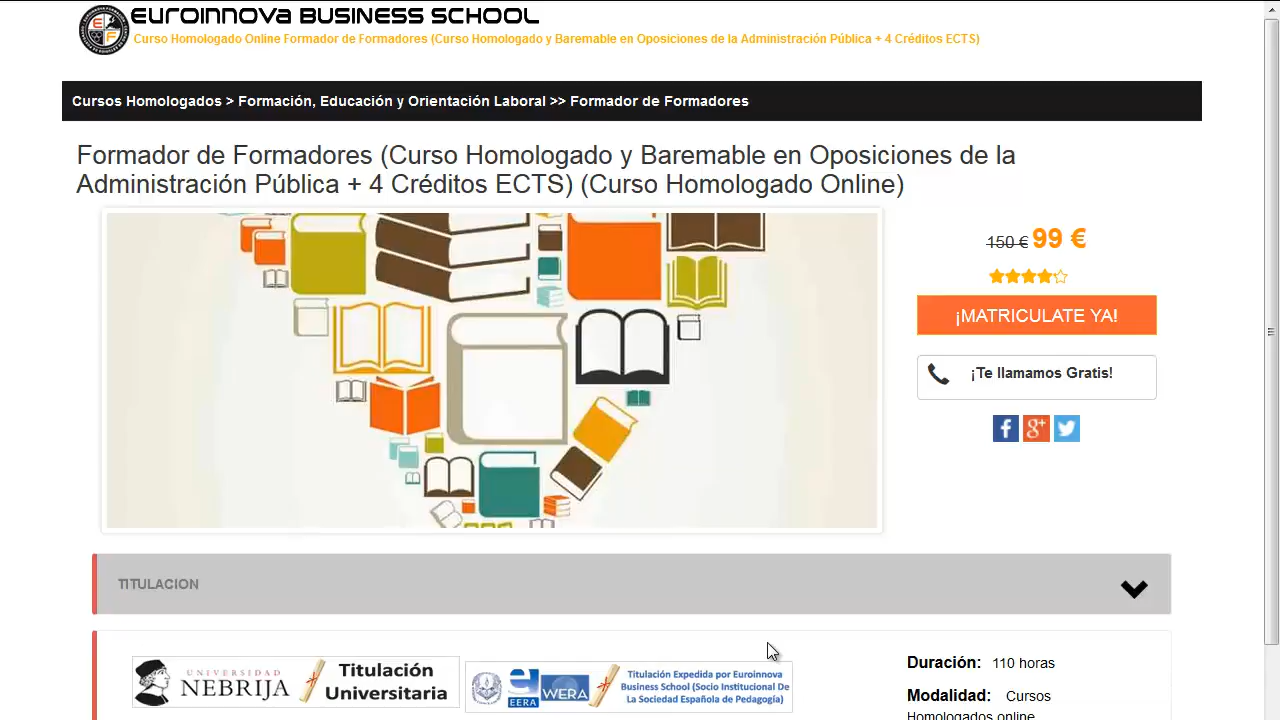 EUROINNOVA BUSINESS SCHOOL
Curso Homologado Online Formador de Formadores (Curso Homologado y Baremable en Oposiciones de la Administración Pública + 4 Créditos ECTS)
Cursos Homologados > Formación, Educación y Orientación Laboral >> Formador de Formadores
Formador de Formadores (Curso Homologado y Baremable en Oposiciones de la
Administración Pública + 4 Créditos ECTS) (Curso Homologado Online)
150 € 99 €
¡MATRICULATE YA!
¡Te llamamos Gratis!
TITULACION
UNIVERSIDAD
NEBRIJA
Titulación
Universitaria
EERA
WERA
Titulación Expedida por Euroinnova
Business School (Socio Institucional De
La Sociedad Española de Pedagogía)
Duración: 110 horas
Modalidad: Cursos
Homologados online